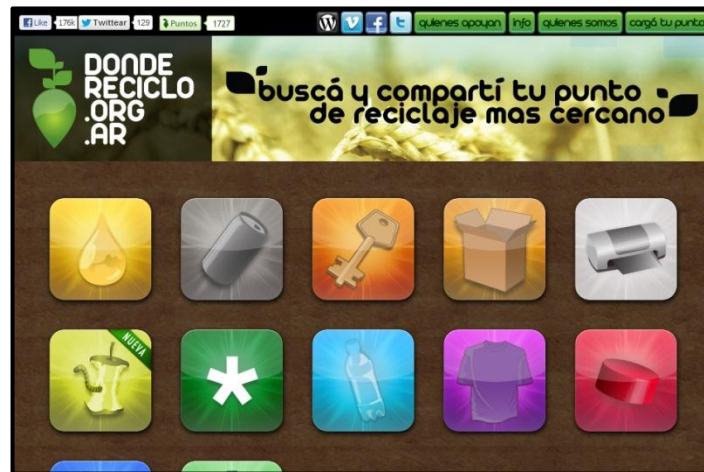 Like 176k Twittear 129 Puntos 1727 quienes apoyan info quienes somos cargá tu punto
DONDE
RECICLO
.ORG
.AR
buscá y compartí tu punto
de reciclaje mas cercano
NUEVA